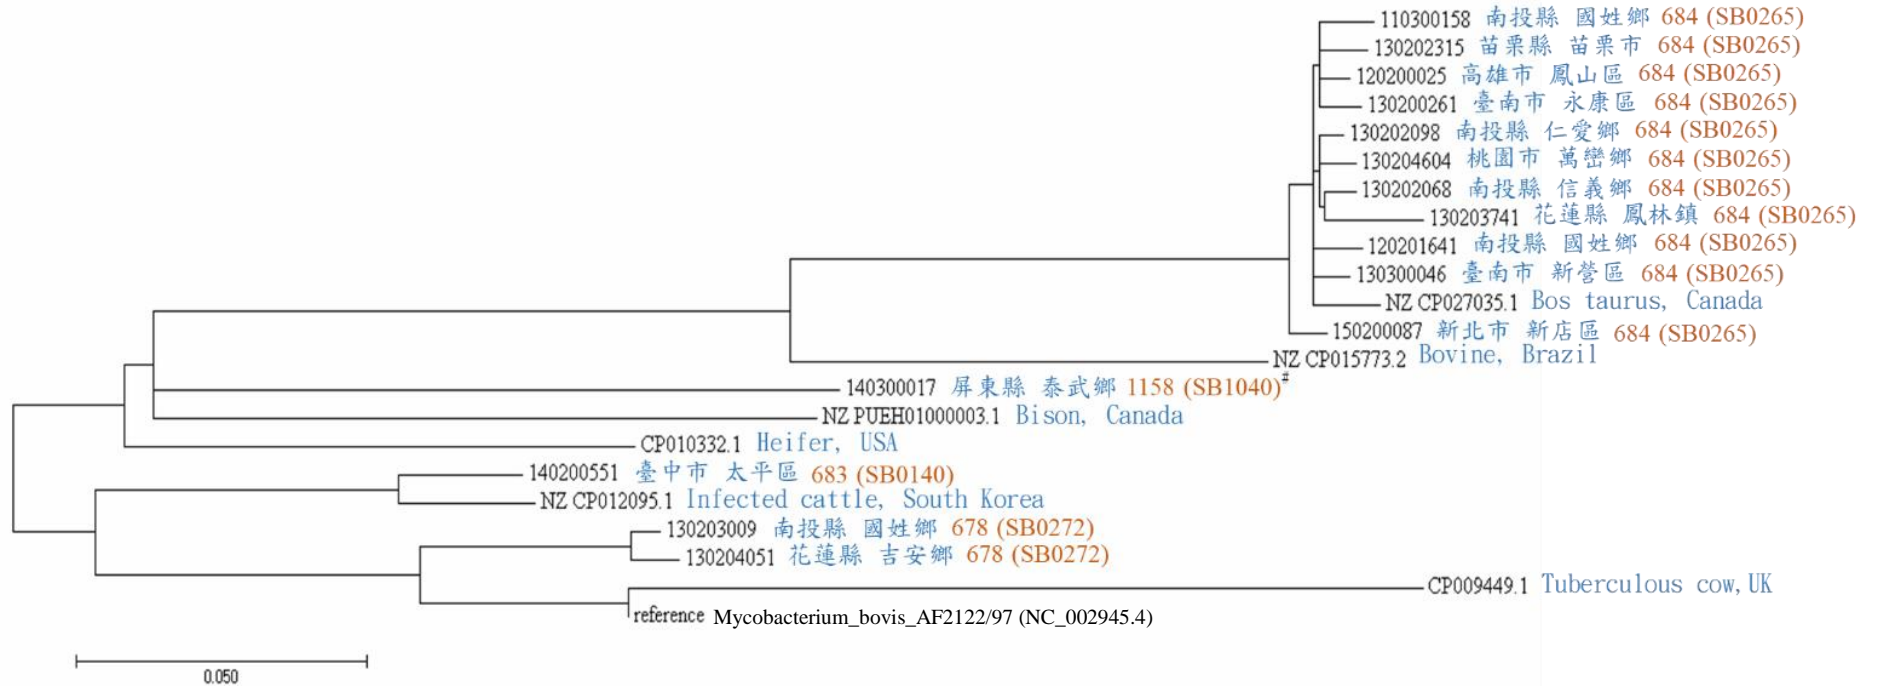 110300158 南投縣 國姓鄉 684 (SB0265)
130202315 苗栗縣 苗栗市 684 (SB0265)
120200025 高雄市 鳳山區 684 (SB0265)
130200261 臺南市 永康區 684 (SB0265)
130202098 南投縣 仁愛鄉 684 (SB0265)
130204604 桃園市 萬巒鄉 684 (SB0265)
130202068 南投縣 信義鄉 684 (SB0265)
130203741 花蓮縣 鳳林鎮 684 (SB0265)
120201641 南投縣 國姓鄉 684 (SB0265)
130300046 臺南市 新營區 684 (SB0265)
NZ CP027035.1 Bos taurus, Canada
150200087 新北市 新店區 684 (SB0265)
NZ CP015773.2 Bovine, Brazil
140300017 屏東縣 泰武鄉 1158 (SB1040)#
NZ PUEH01000003.1 Bison, Canada
CP010332.1 Heifer, USA
140200551 臺中市 太平區 683 (SB0140)
NZ CP012095.1 Infected cattle, South Korea
130203009 南投縣 國姓鄉 678 (SB0272)
130204051 花蓮縣 吉安鄉 678 (SB0272)
CP009449.1 Tuberculous cow, UK
reference Mycobacterium_bovis_AF2122/97 (NC_002945.4)
0.050